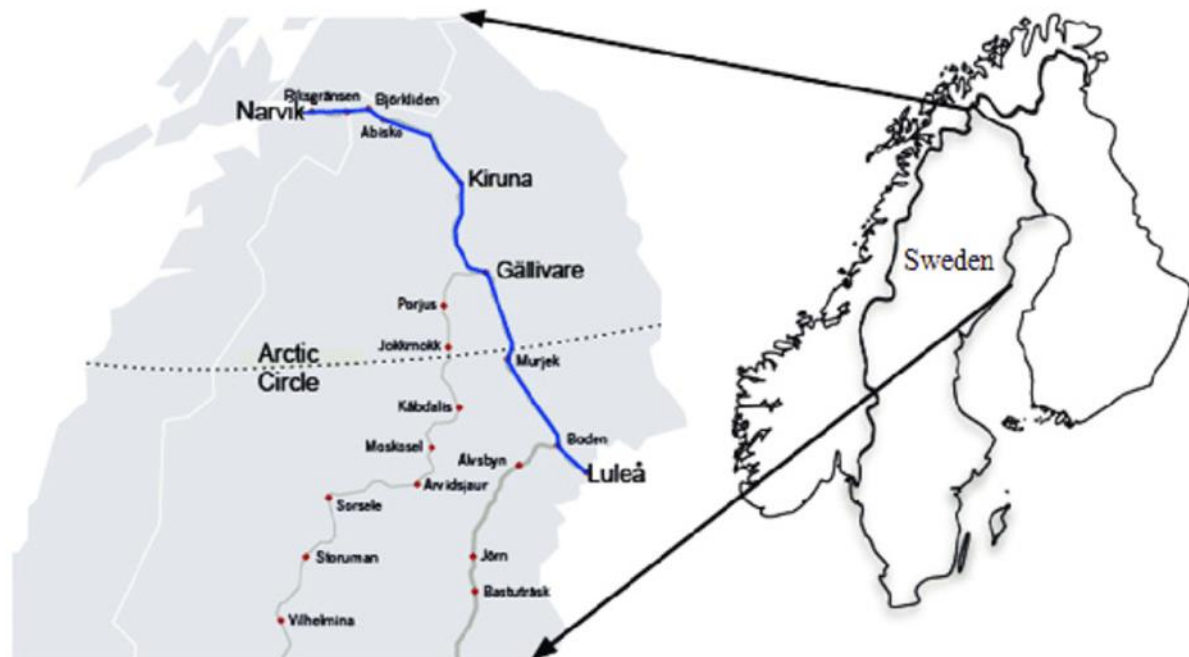 Riksgränsen
Björkliden
Narvik
Abisko
Kiruna
Gällivare
Porjus
Arctic
Circle
Jokkmokk
Murjek
Kåbdalis
Moskosel
Boden
Älvsbyn
Luleå
Arvidsjaur
Sorsele
Storuman
Jörn
Bastuträsk
Vilhelmina
Sweden